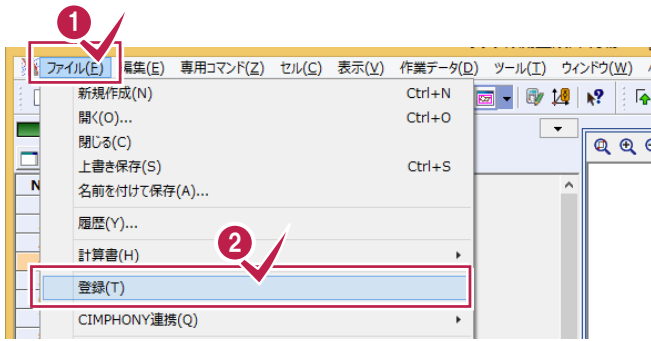 1
ファイル(F) 編集(E) 専用コマンド(Z) セル(C) 表示(V) 作業データ(D) ツール(T) ウィンドウ(W)
新規作成(N) Ctrl+N
開く(O)... Ctrl+O
閉じる(C)
上書き保存(S) Ctrl+S
名前を付けて保存(A)...
N
履歴(Y)...
2
計算書(H)
登録(T)
CIMPHONY連携(Q)